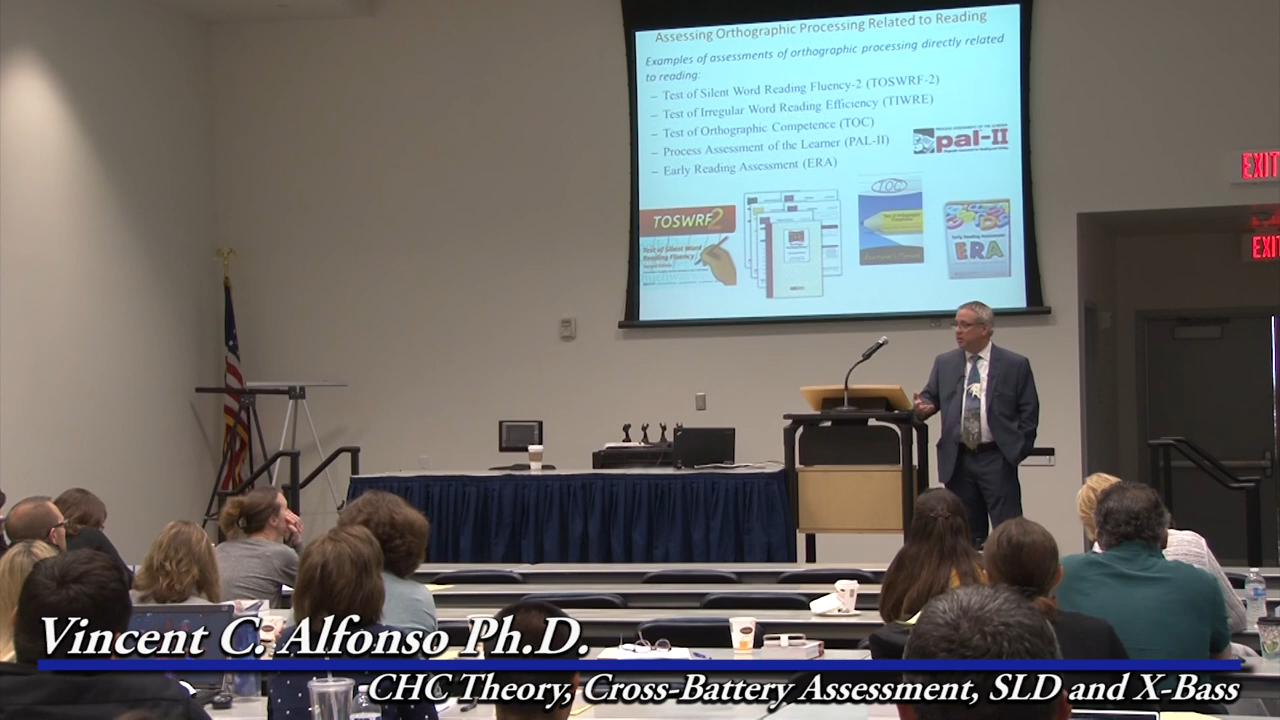 Assessing Orthographic Processing Related to Reading
Examples of assessments of orthographic processing directly related
to reading:
– Test of Silent Word Reading Fluency-2 (TOSWRF-2)
– Test of Irregular Word Reading Efficiency (TIWRE)
– Test of Orthographic Competence (TOC)
– Process Assessment of the Learner (PAL-II)
– Early Reading Assessment (ERA)
pal-II
TOSWRF2
Test of Silent Word
Reading Fluency
TOC
ERA
EXIT
EXIT
Vincent C. Alfonso Ph.D.
CHC Theory, Cross-Battery Assessment, SLD and X-Bass